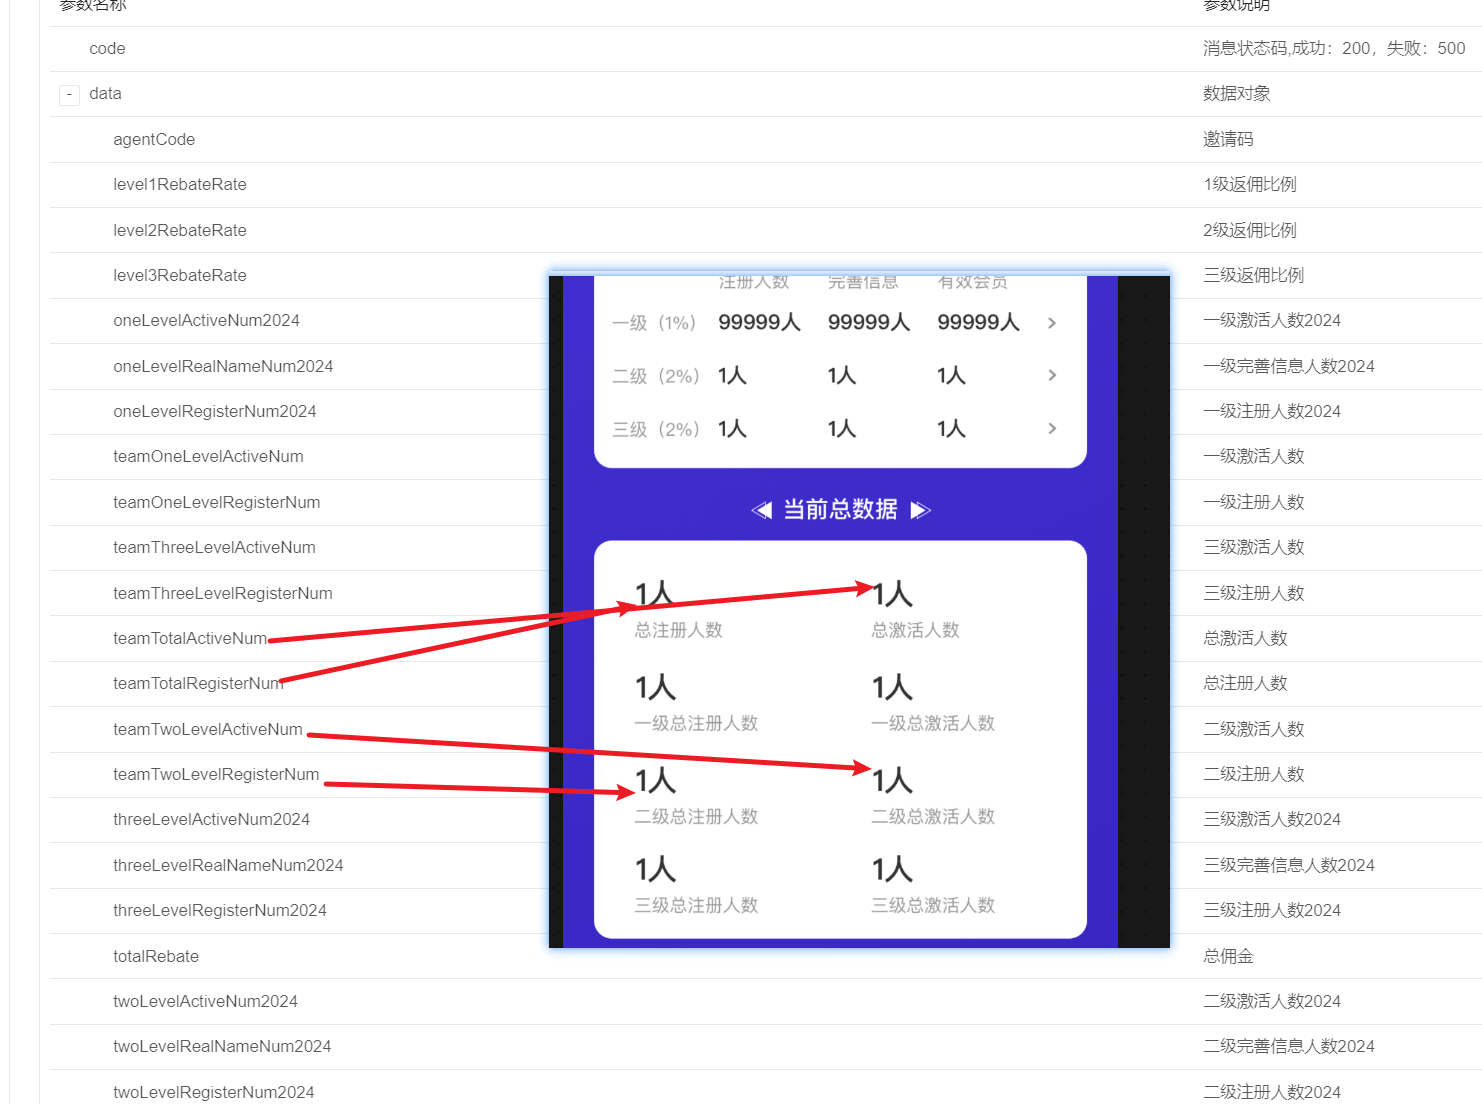 参数名称 参数说明
code 消息状态码,成功：200，失败：500
- data 数据对象
agentCode 邀请码
level1RebateRate 1级返佣比例
level2RebateRate 2级返佣比例
level3RebateRate 三级返佣比例
oneLevelActiveNum2024 一级激活人数2024
oneLevelRealNameNum2024 一级完善信息人数2024
oneLevelRegisterNum2024 一级注册人数2024
teamOneLevelActiveNum 一级激活人数
teamOneLevelRegisterNum 一级注册人数
teamThreeLevelActiveNum 三级激活人数
teamThreeLevelRegisterNum 三级注册人数
teamTotalActiveNum 总激活人数
teamTotalRegisterNum 总注册人数
teamTwoLevelActiveNum 二级激活人数
teamTwoLevelRegisterNum 二级注册人数
threeLevelActiveNum2024 三级激活人数2024
threeLevelRealNameNum2024 三级完善信息人数2024
threeLevelRegisterNum2024 三级注册人数2024
totalRebate 总佣金
twoLevelActiveNum2024 二级激活人数2024
twoLevelRealNameNum2024 二级完善信息人数2024
twoLevelRegisterNum2024 二级注册人数2024
注册人数 完善信息 有效会员
一级（1%） 99999人 99999人 99999人 >
二级（2%） 1人 1人 1人 >
三级（2%） 1人 1人 1人 >
当前总数据
1人 1人
总注册人数 总激活人数
1人 1人
一级总注册人数 一级总激活人数
1人 1人
二级总注册人数 二级总激活人数
1人 1人
三级总注册人数 三级总激活人数